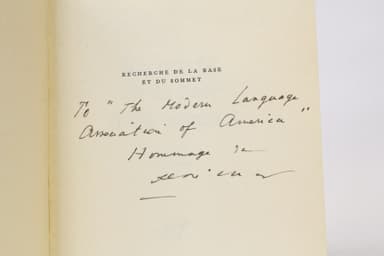 RECHERCHE DE LA BASE
ET DU SOMMET
To "The Modern Language
Association of America"
Hommage de